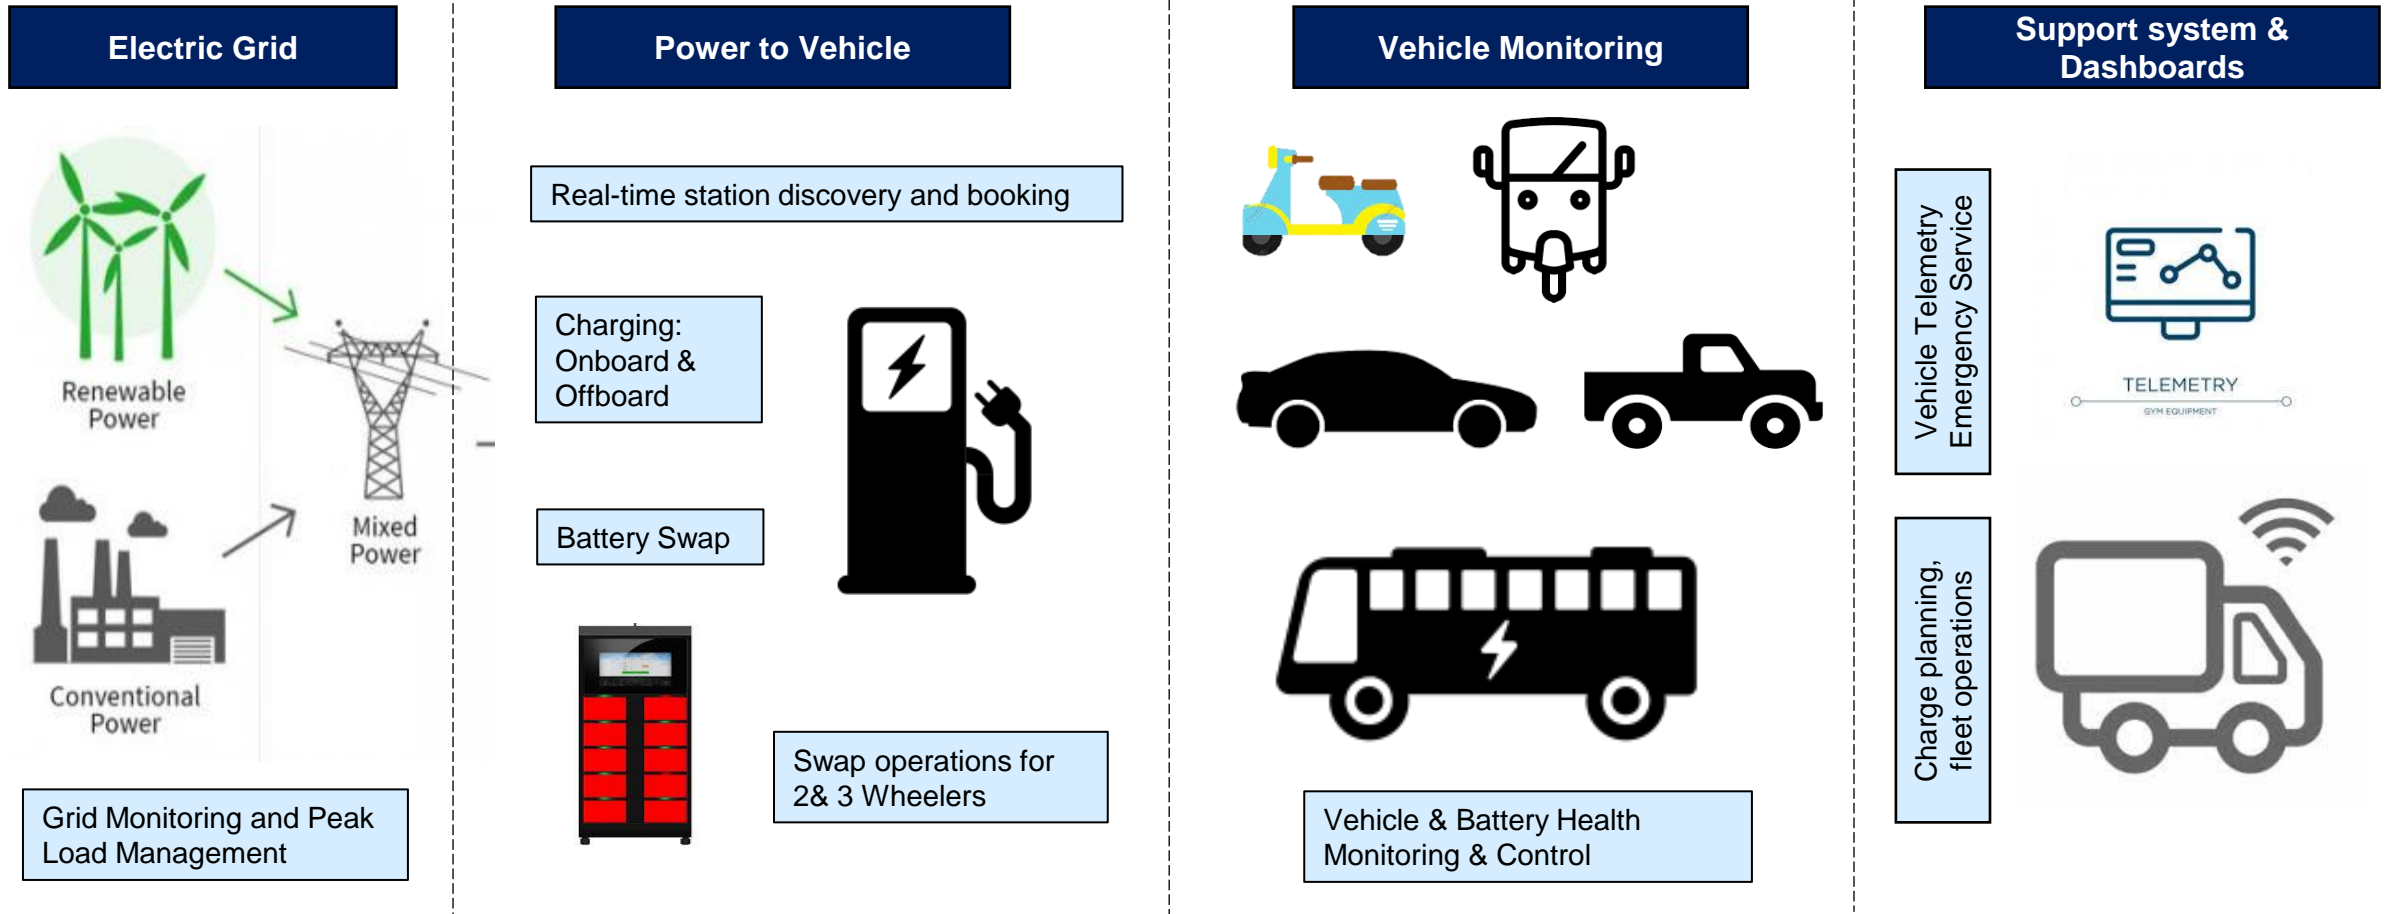 Electric Grid
Renewable
Power
Mixed
Power
Conventional
Power
Grid Monitoring and Peak
Load Management
Power to Vehicle
Real-time station discovery and booking
Charging:
Onboard &
Offboard
Battery Swap
Swap operations for
2& 3 Wheelers
Vehicle Monitoring
Vehicle & Battery Health
Monitoring & Control
Support system &
Dashboards
Vehicle Telemetry
Emergency Service
TELEMETRY
GYM EQUIPMENT
Charge planning,
fleet operations